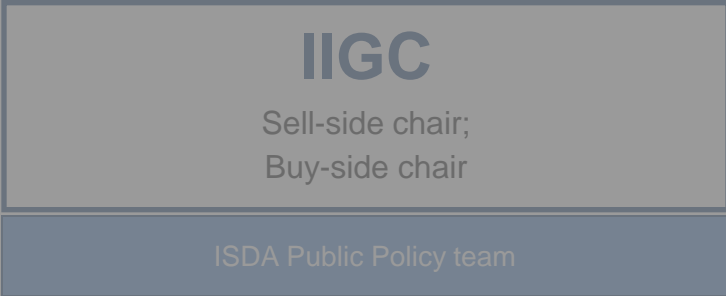 IIGC
Sell-side chair;
Buy-side chair
ISDA Public Policy team